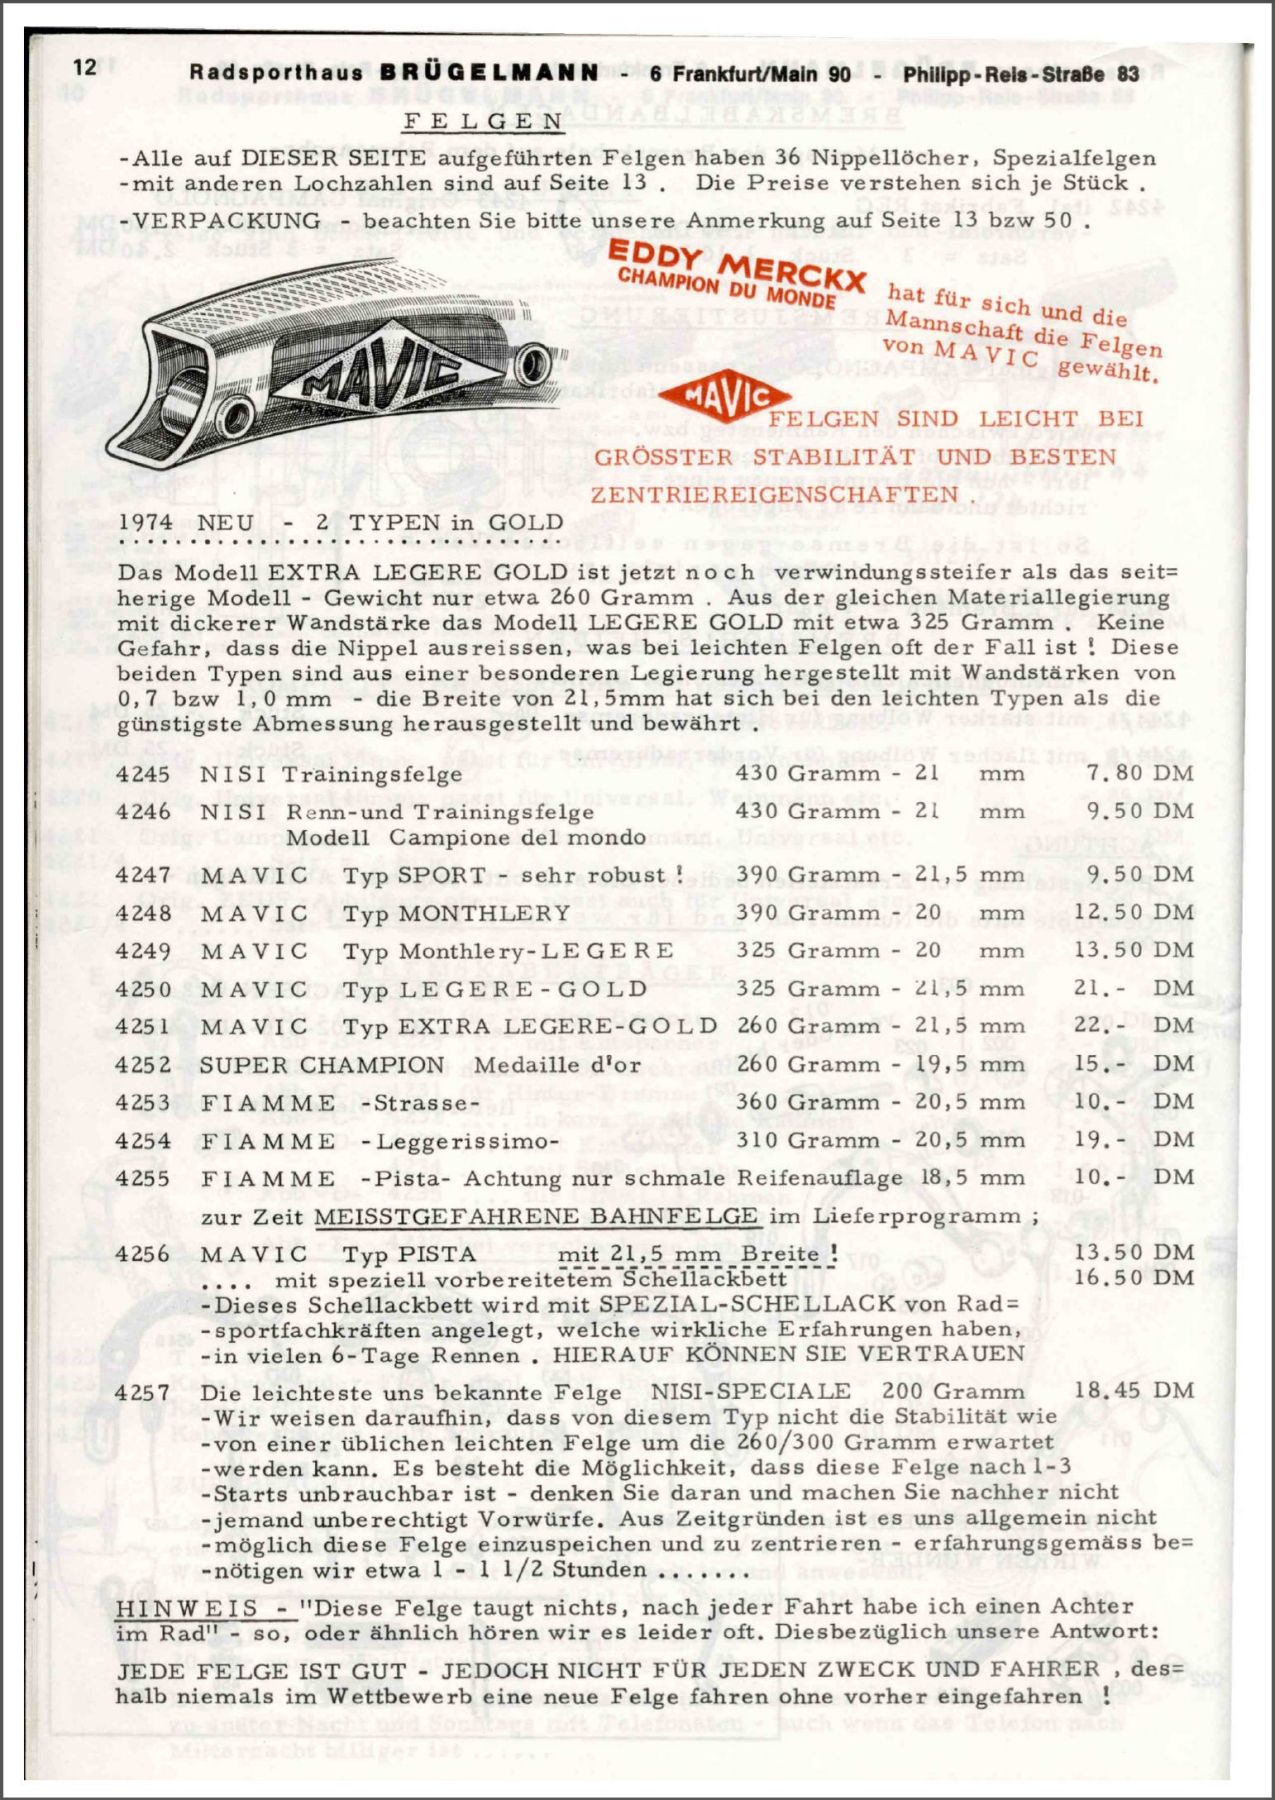 12
Radsporthaus BRÜGELMANN - 6 Frankfurt/Main 90 - Philipp-Reis-Straße 83
FELGEN
-Alle auf DIESER SEITE aufgeführten Felgen haben 36 Nippellöcher, Spezialfelgen
-mit anderen Lochzahlen sind auf Seite 13 . Die Preise verstehen sich je Stück .
-VERPACKUNG - beachten Sie bitte unsere Anmerkung auf Seite 13 bzw 50 .
EDDY MERCKX
CHAMPION DU MONDE
hat für sich und die
Mannschaft die Felgen
von MAVIC gewählt.
MAVIC
MAVIC
FELGEN SIND LEICHT BEI
GRÖSSTER STABILITÄT UND BESTEN
ZENTRIEREIGENSCHAFTEN .
1974 NEU - 2 TYPEN in GOLD
Das Modell EXTRA LEGERE GOLD ist jetzt noch verwindungssteifer als das seit=
herige Modell - Gewicht nur etwa 260 Gramm . Aus der gleichen Materiallegierung
mit dickerer Wandstärke das Modell LEGERE GOLD mit etwa 325 Gramm . Keine
Gefahr, dass die Nippel ausreissen, was bei leichten Felgen oft der Fall ist ! Diese
beiden Typen sind aus einer besonderen Legierung hergestellt mit Wandstärken von
0,7 bzw 1,0 mm - die Breite von 21,5mm hat sich bei den leichten Typen als die
günstigste Abmessung herausgestellt und bewährt .
4245 NISI Trainingsfelge 430 Gramm - 21 mm 7.80 DM
4246 NISI Renn-und Trainingsfelge 430 Gramm - 21 mm 9.50 DM
Modell Campione del mondo
4247 MAVIC Typ SPORT - sehr robust ! 390 Gramm - 21,5 mm 9.50 DM
4248 MAVIC Typ MONTHLERY 390 Gramm - 20 mm 12.50 DM
4249 MAVIC Typ Monthlery-LEGERE 325 Gramm - 20 mm 13.50 DM
4250 MAVIC Typ LEGERE-GOLD 325 Gramm - 21,5 mm 21.- DM
4251 MAVIC Typ EXTRA LEGERE-GOLD 260 Gramm - 21,5 mm 22.- DM
4252 SUPER CHAMPION Medaille d'or 260 Gramm - 19,5 mm 15.- DM
4253 FIAMME -Strasse- 360 Gramm - 20,5 mm 10.- DM
4254 FIAMME -Leggerissimo- 310 Gramm - 20,5 mm 19.- DM
4255 FIAMME -Pista- Achtung nur schmale Reifenauflage 18,5 mm 10.- DM
zur Zeit MEISSTGEFAHRENE BAHNFELGE im Lieferprogramm ;
4256 MAVIC Typ PISTA mit 21,5 mm Breite ! 13.50 DM
.... mit speziell vorbereitetem Schellackbett 16.50 DM
-Dieses Schellackbett wird mit SPEZIAL-SCHELLACK von Rad=
-sportfachkräften angelegt, welche wirkliche Erfahrungen haben,
-in vielen 6-Tage Rennen . HIERAUF KÖNNEN SIE VERTRAUEN
4257 Die leichteste uns bekannte Felge NISI-SPECIALE 200 Gramm 18.45 DM
-Wir weisen daraufhin, dass von diesem Typ nicht die Stabilität wie
-von einer üblichen leichten Felge um die 260/300 Gramm erwartet
-werden kann. Es besteht die Möglichkeit, dass diese Felge nach 1-3
-Starts unbrauchbar ist - denken Sie daran und machen Sie nachher nicht
-jemand unberechtigt Vorwürfe. Aus Zeitgründen ist es uns allgemein nicht
-möglich diese Felge einzuspeichen und zu zentrieren - erfahrungsgemäss be=
-nötigen wir etwa 1 - 1 1/2 Stunden .......
HINWEIS - "Diese Felge taugt nichts, nach jeder Fahrt habe ich einen Achter
im Rad" - so, oder ähnlich hören wir es leider oft. Diesbezüglich unsere Antwort:
JEDE FELGE IST GUT - JEDOCH NICHT FÜR JEDEN ZWECK UND FAHRER , des=
halb niemals im Wettbewerb eine neue Felge fahren ohne vorher eingefahren !